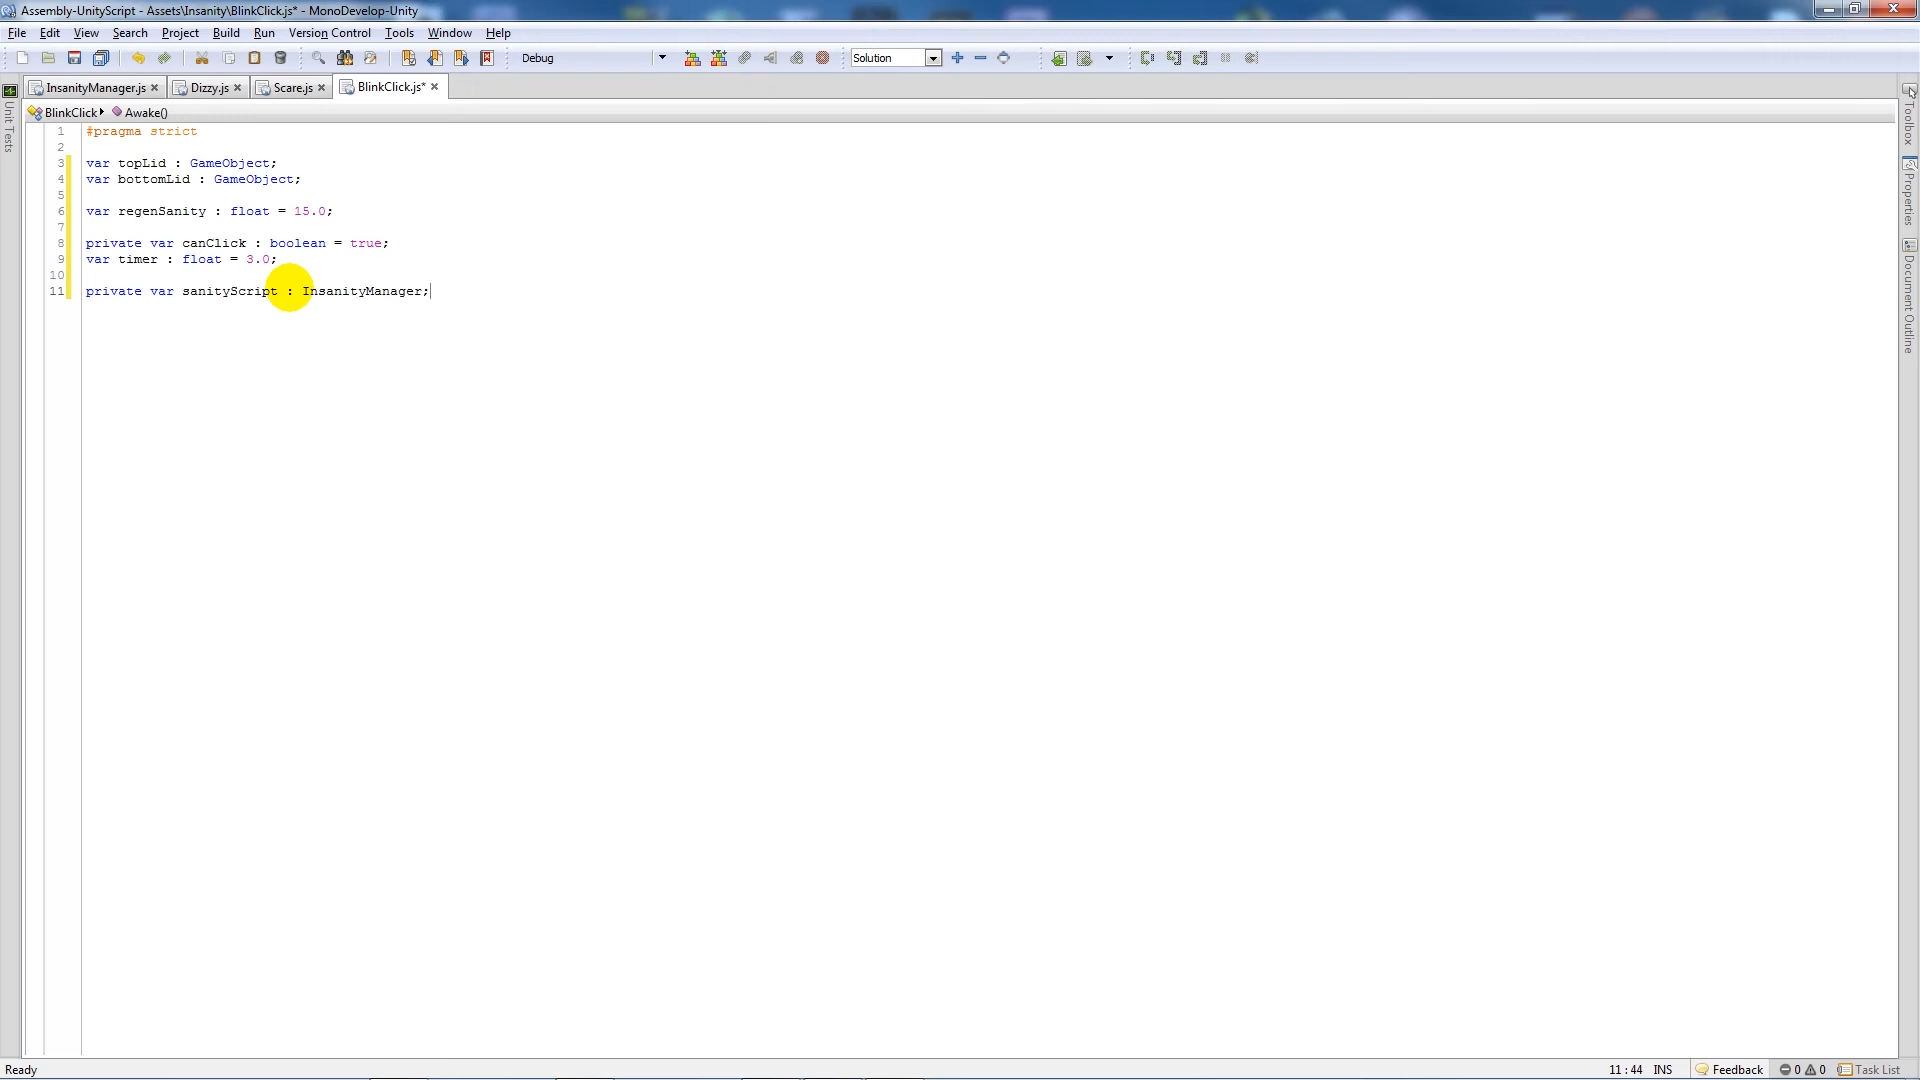 Assembly-UnityScript - Assets\Insanity\BlinkClick.js* - MonoDevelop-Unity
File Edit View Search Project Build Run Version Control Tools Window Help
Debug Solution
InsanityManager.js Dizzy.js Scare.js BlinkClick.js*
BlinkClick Awake()
1 #pragma strict
2
3 var topLid : GameObject;
4 var bottomLid : GameObject;
5
6 var regenSanity : float = 15.0;
7
8 private var canClick : boolean = true;
9 var timer : float = 3.0;
10
11 private var sanityScript : InsanityManager;
Unit Tests
Toolbox
Properties
Document Outline
Ready 11 : 44 INS Feedback 0 0 Task List